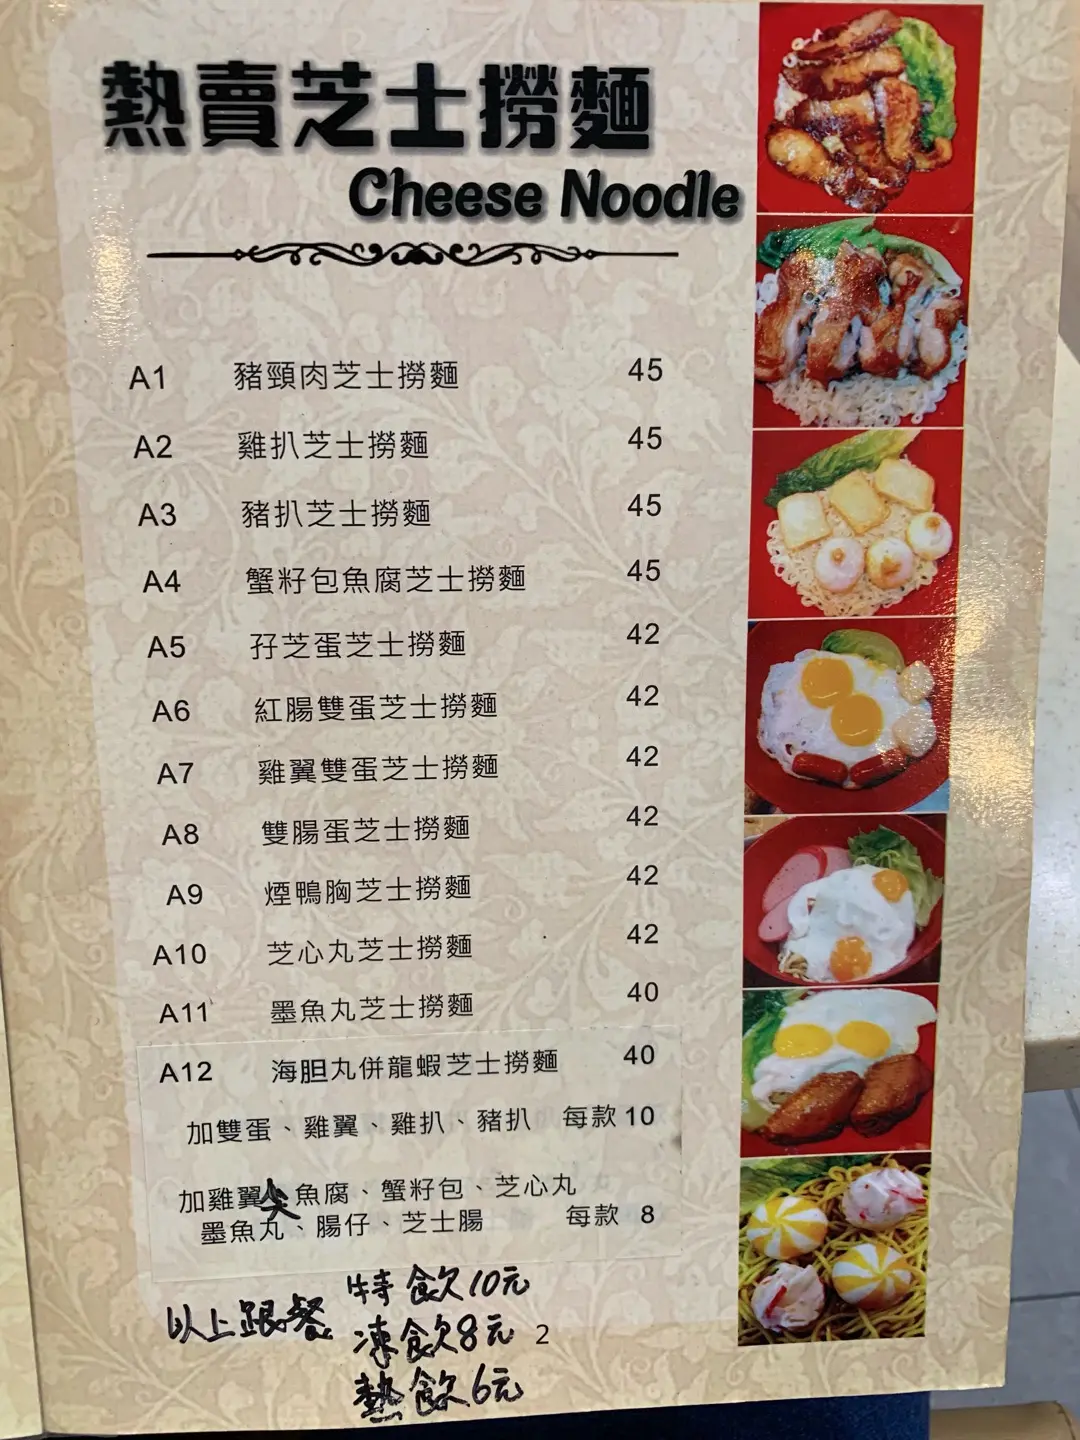 熱賣芝士撈麵
Cheese Noodle
A1 豬頸肉芝士撈麵 45
A2 雞扒芝士撈麵 45
A3 豬扒芝士撈麵 45
A4 蟹籽包魚腐芝士撈麵 45
A5 孖芝蛋芝士撈麵 42
A6 紅腸雙蛋芝士撈麵 42
A7 雞翼雙蛋芝士撈麵 42
A8 雙腸蛋芝士撈麵 42
A9 煙鴨胸芝士撈麵 42
A10 芝心丸芝士撈麵 42
A11 墨魚丸芝士撈麵 40
A12 海胆丸併龍蝦芝士撈麵 40
加雙蛋、雞翼、雞扒、豬扒 每款 10
加雞翼尖魚腐、蟹籽包、芝心丸
墨魚丸、腸仔、芝士腸 每款 8
以上跟餐 特飲10元
凍飲8元
熱飲6元
2